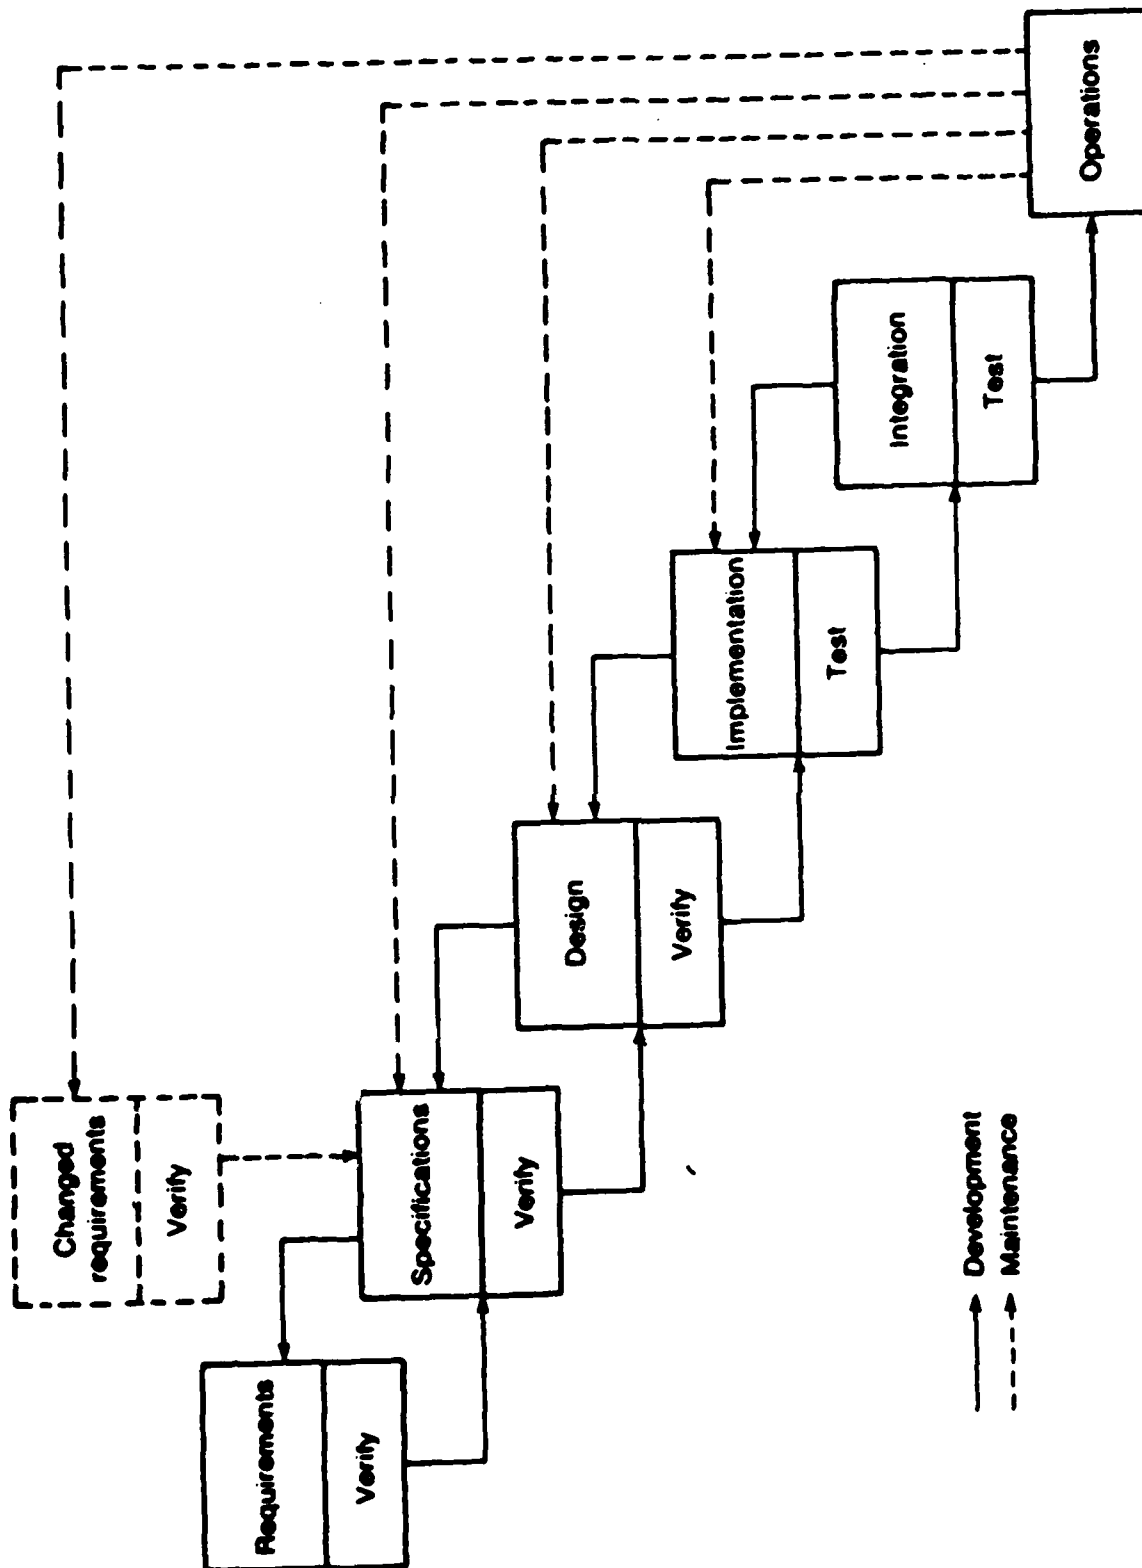 Changed
requirements
Verify
Requirements
Verify
Specifications
Verify
Design
Verify
Implementation
Test
Integration
Test
Operations
Development
Maintenance